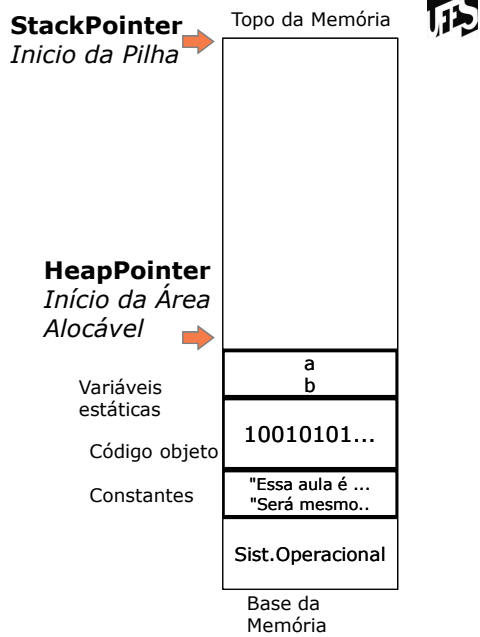 StackPointer
Inicio da Pilha
Topo da Memória
UFES
HeapPointer
Início da Área
Alocável
a
b
Variáveis
estáticas
10010101...
Código objeto
Constantes
"Essa aula é ...
"Será mesmo..
Sist.Operacional
Base da
Memória